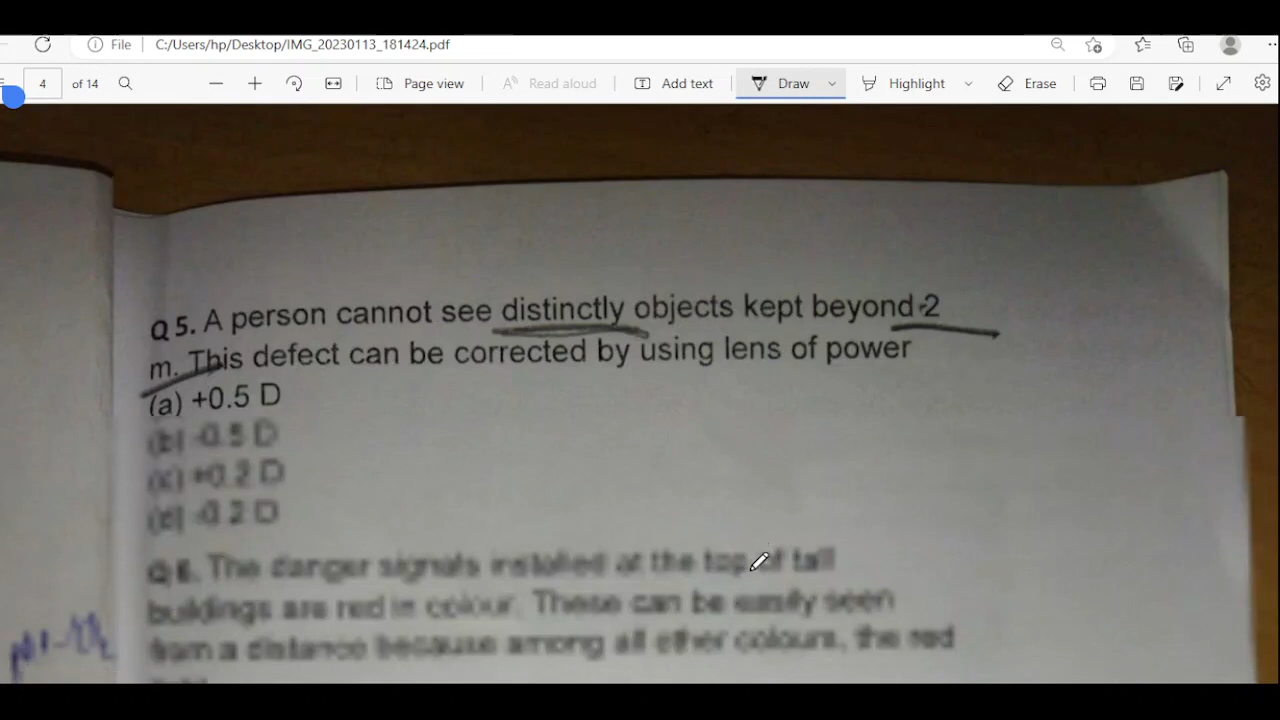 File C:/Users/hp/Desktop/IMG_20230113_181424.pdf
4 of 14 Page view Read aloud Add text Draw Highlight Erase
Q 5. A person cannot see distinctly objects kept beyond 2
m. This defect can be corrected by using lens of power
(a) +0.5 D
(b) -0.5 D
(c) +0.2 D
(d) -0.2 D
Q 6. The danger signals installed at the top of tall
buildings are red in colour. These can be easily seen
from a distance because among all other colours, the red